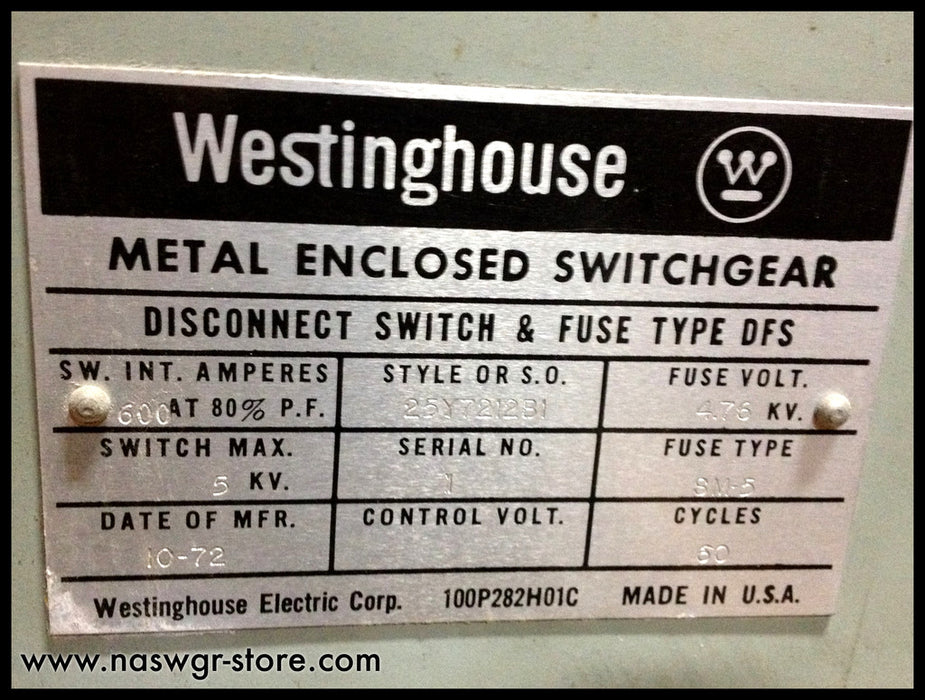 Westinghouse
METAL ENCLOSED SWITCHGEAR
DISCONNECT SWITCH & FUSE TYPE DFS
SW. INT. AMPERES STYLE OR S.O. FUSE VOLT.
600 AT 80% P.F. 25Y7212B1 4.76 KV.
SWITCH MAX. SERIAL NO. FUSE TYPE
5 KV. 1 SM-5
DATE OF MFR. CONTROL VOLT. CYCLES
10-72
Westinghouse Electric Corp. 100P282H01C MADE IN U.S.A.
www.naswgr-store.com